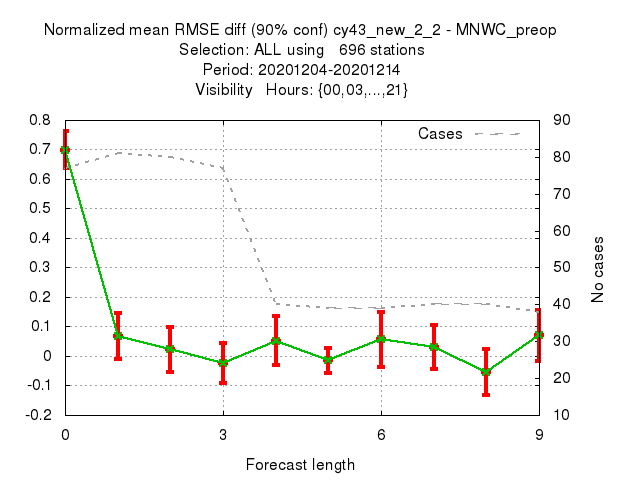 Normalized mean RMSE diff (90% conf) cy43_new_2_2 - MNWC_preop
Selection: ALL using   696 stations
Period: 20201204-20201214
Visibility   Hours: {00,03,...,21}
Cases
0.8
0.7
0.6
0.5
0.4
0.3
0.2
0.1
0
-0.1
-0.2
90
80
70
60
50
40
30
20
10
No cases
0 3 6 9
Forecast length